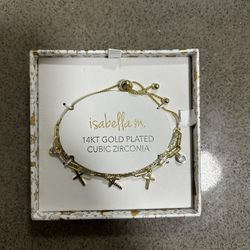 isabella m.
14KT GOLD PLATED
CUBIC ZIRCONIA